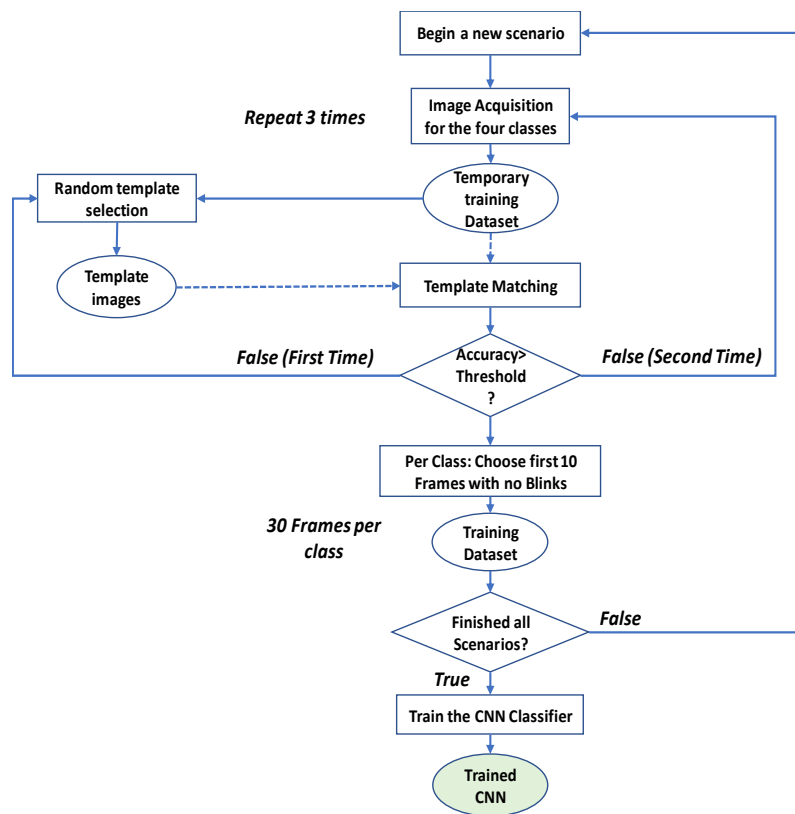 Begin a new scenario
Repeat 3 times
Image Acquisition
for the four classes
Random template
selection
Temporary
training
Dataset
Template
images
Template Matching
False (First Time)
Accuracy>
Threshold
?
False (Second Time)
Per Class: Choose first 10
Frames with no Blinks
30 Frames per
class
Training
Dataset
Finished all
Scenarios?
False
True
Train the CNN Classifier
Trained
CNN